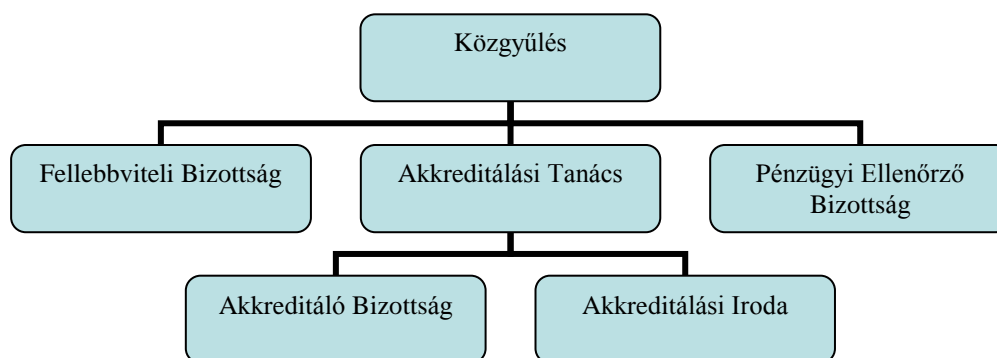 Közgyűlés
Fellebbviteli Bizottság
Akkreditálási Tanács
Pénzügyi Ellenőrző
Bizottság
Akkreditáló Bizottság
Akkreditálási Iroda